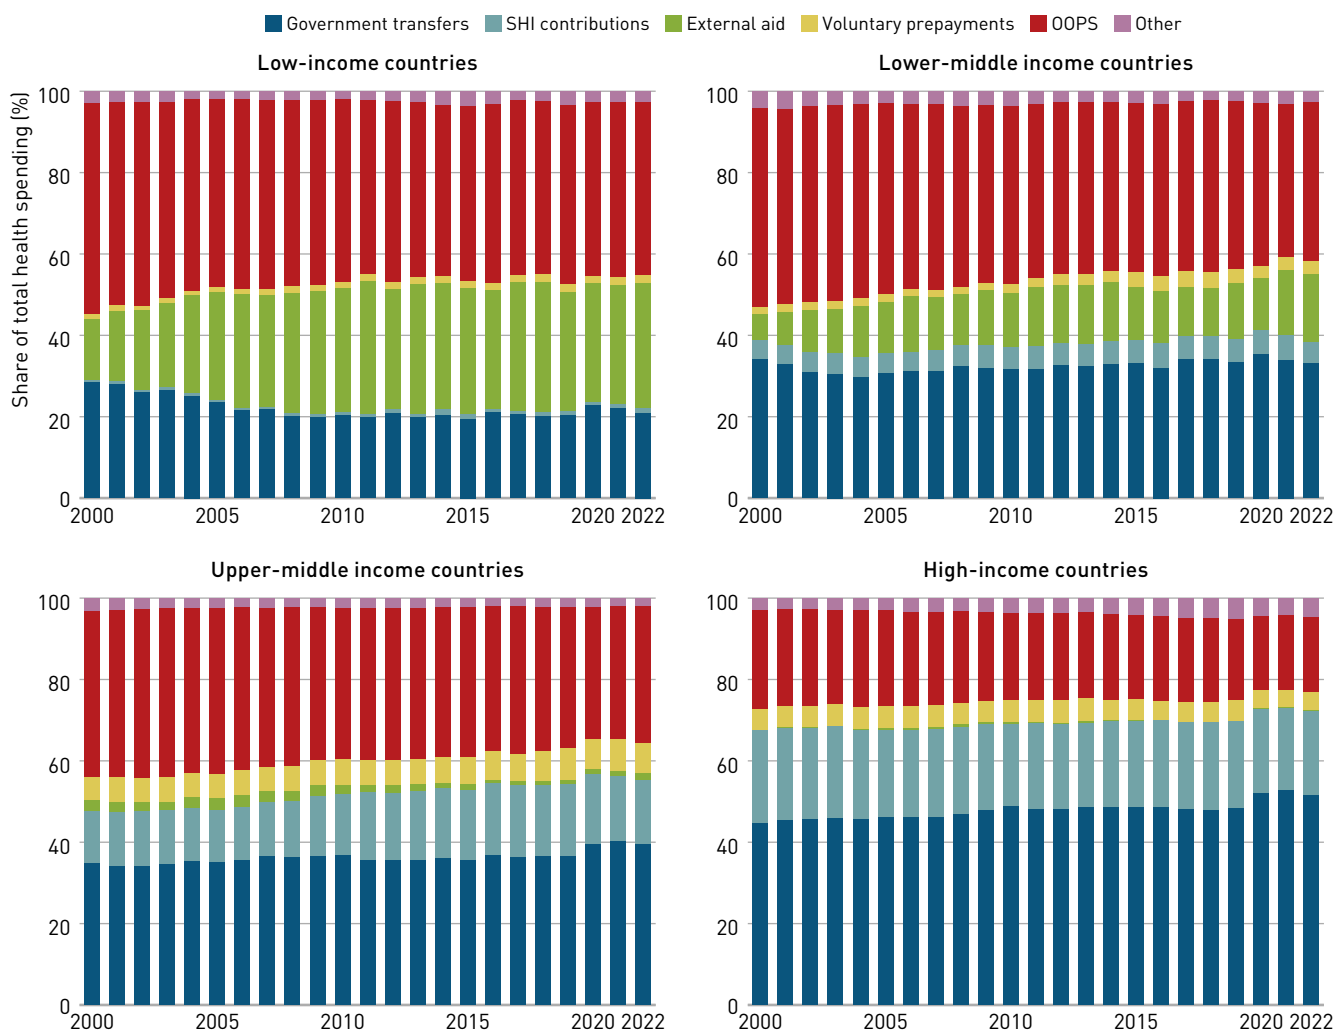 Government transfers SHI contributions External aid Voluntary prepayments OOPS Other
Low-income countries
Lower-middle income countries
Share of total health spending (%)
100
80
60
40
20
0
2000 2005 2010 2015 2020 2022
100
80
60
40
20
0
2000 2005 2010 2015 2020 2022
Upper-middle income countries
High-income countries
100
80
60
40
20
0
2000 2005 2010 2015 2020 2022
100
80
60
40
20
0
2000 2005 2010 2015 2020 2022